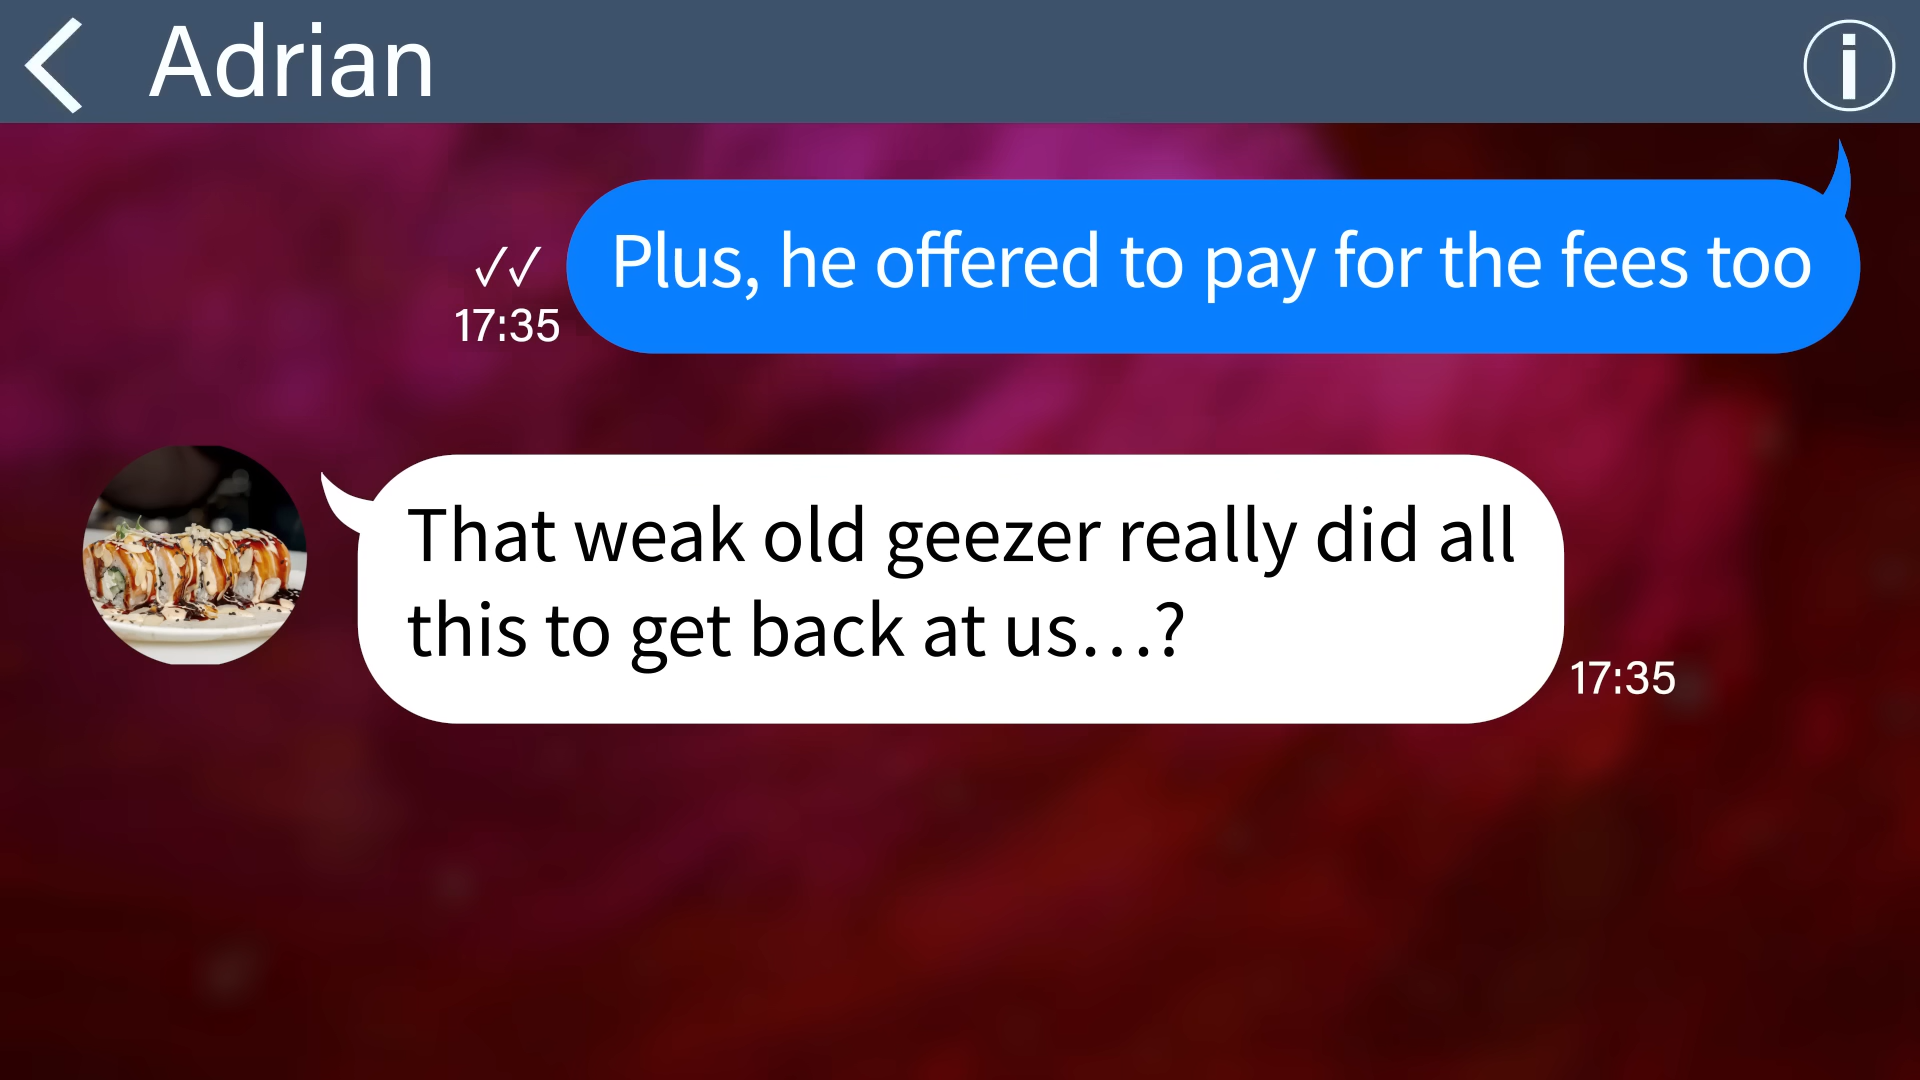 Adrian
Plus, he offered to pay for the fees too
✓✓
17:35
That weak old geezer really did all
this to get back at us…?
17:35